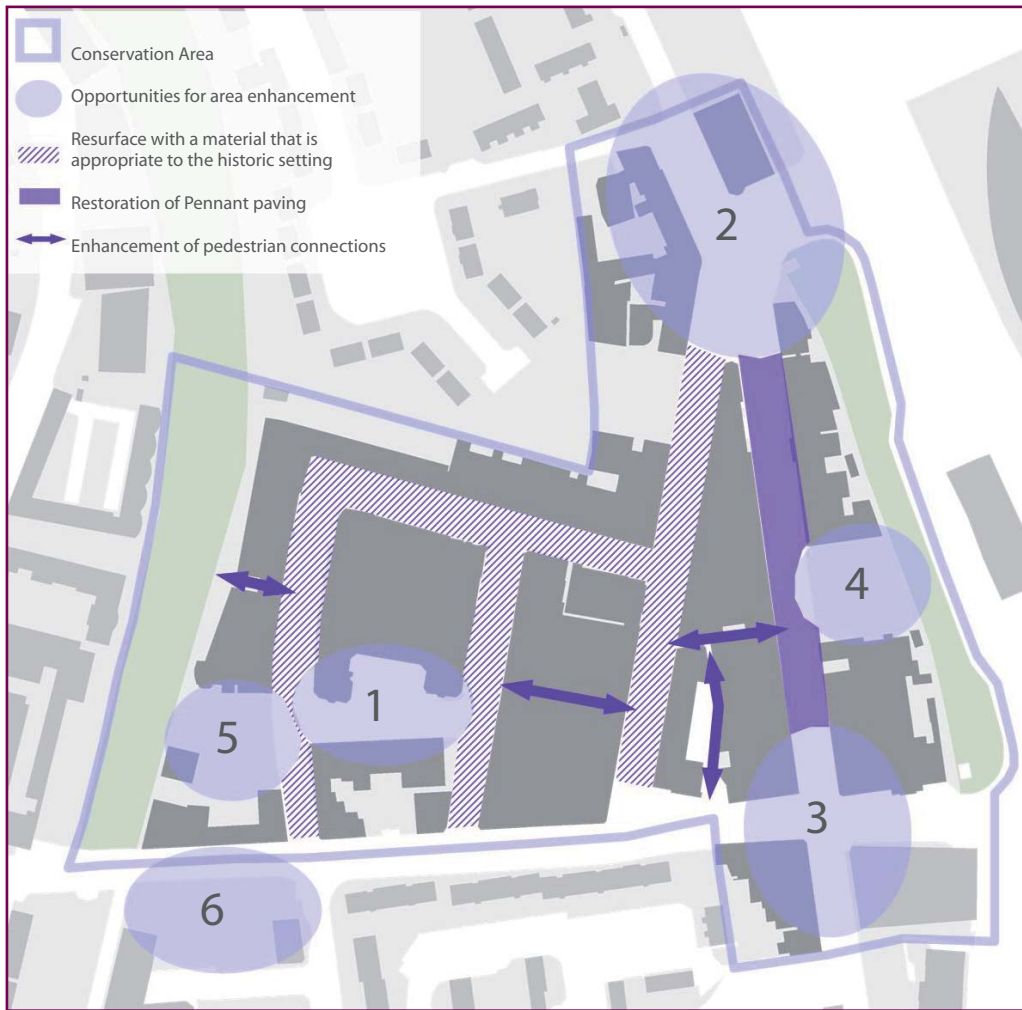 Conservation Area
Opportunities for area enhancement
Resurface with a material that is
appropriate to the historic setting
Restoration of Pennant paving
Enhancement of pedestrian connections
2
4
1
5
3
6